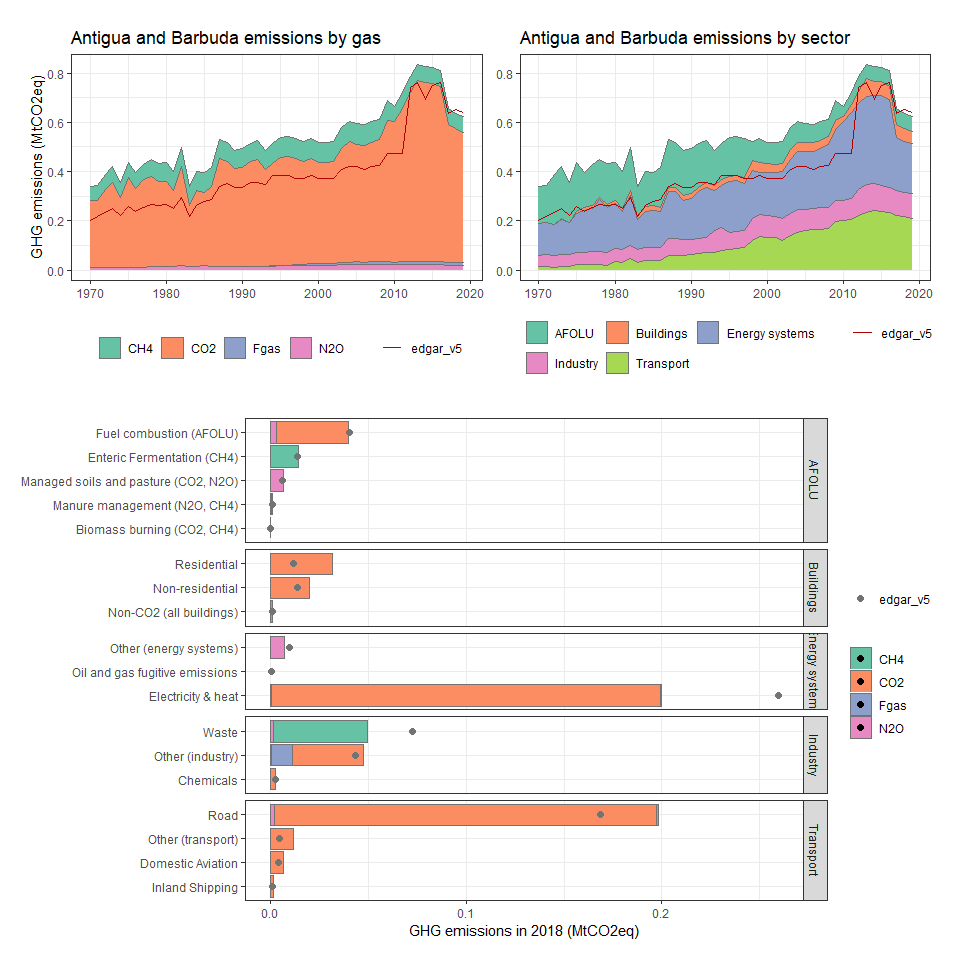 Antigua and Barbuda emissions by gas
GHG emissions (MtCO2eq)
0.8
0.6
0.4
0.2
0.0
1970 1980 1990 2000 2010 2020
CH4 CO2 Fgas N2O edgar_v5
Antigua and Barbuda emissions by sector
0.8
0.6
0.4
0.2
0.0
1970 1980 1990 2000 2010 2020
AFOLU Buildings Energy systems edgar_v5
Industry Transport
Fuel combustion (AFOLU)
Enteric Fermentation (CH4)
Managed soils and pasture (CO2, N2O)
Manure management (N2O, CH4)
Biomass burning (CO2, CH4)
AFOLU
Residential
Non-residential
Non-CO2 (all buildings)
Buildings
Other (energy systems)
Oil and gas fugitive emissions
Electricity & heat
Energy system
Waste
Other (industry)
Chemicals
Industry
Road
Other (transport)
Domestic Aviation
Inland Shipping
Transport
0.0 0.1 0.2
GHG emissions in 2018 (MtCO2eq)
edgar_v5
CH4
CO2
Fgas
N2O